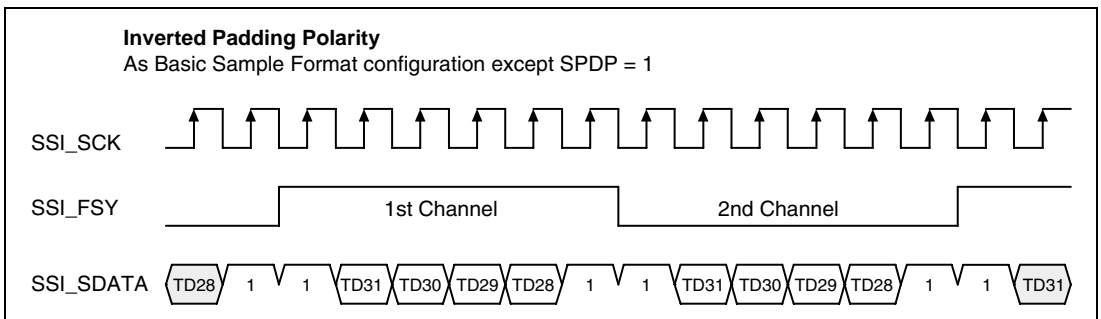 Inverted Padding Polarity
As Basic Sample Format configuration except SPDP = 1
SSI_SCK
SSI_FSY 1st Channel 2nd Channel
SSI_SDATA TD28 1 1 TD31 TD30 TD29 TD28 1 1 TD31 TD30 TD29 TD28 1 1 TD31